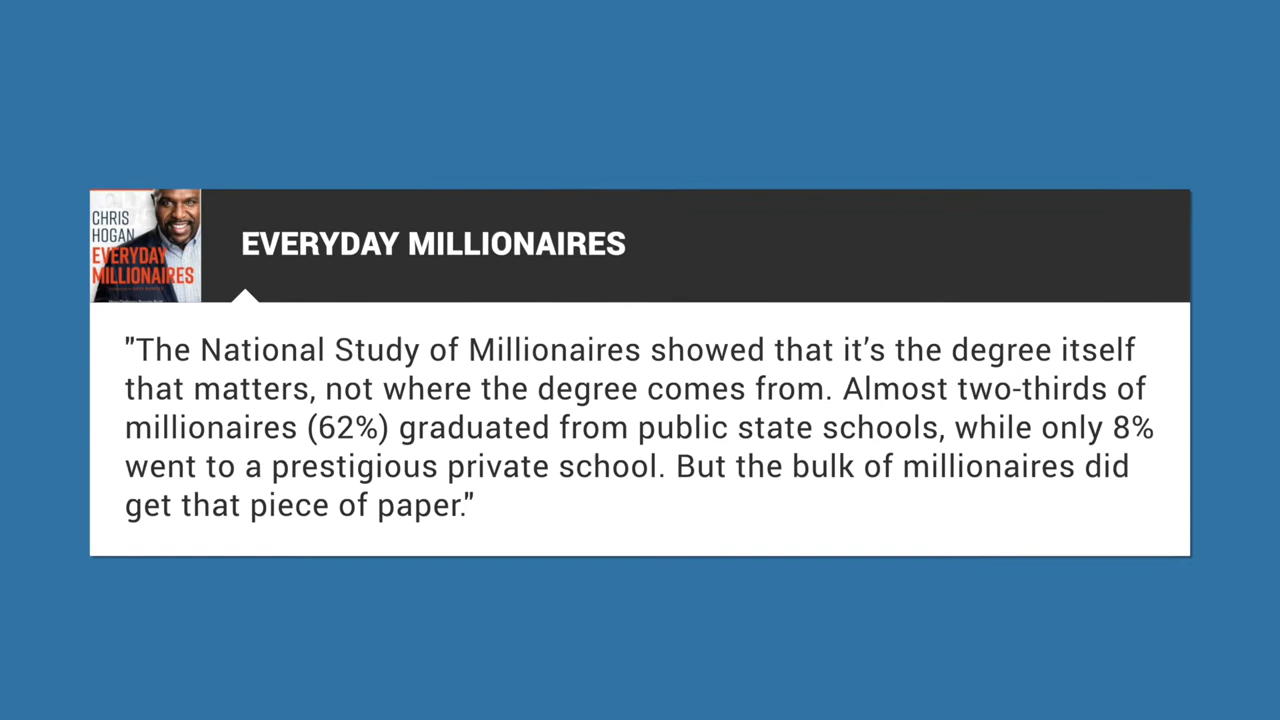 CHRIS
HOGAN
EVERYDAY
MILLIONAIRES
EVERYDAY MILLIONAIRES
"The National Study of Millionaires showed that it’s the degree itself
that matters, not where the degree comes from. Almost two-thirds of
millionaires (62%) graduated from public state schools, while only 8%
went to a prestigious private school. But the bulk of millionaires did
get that piece of paper."